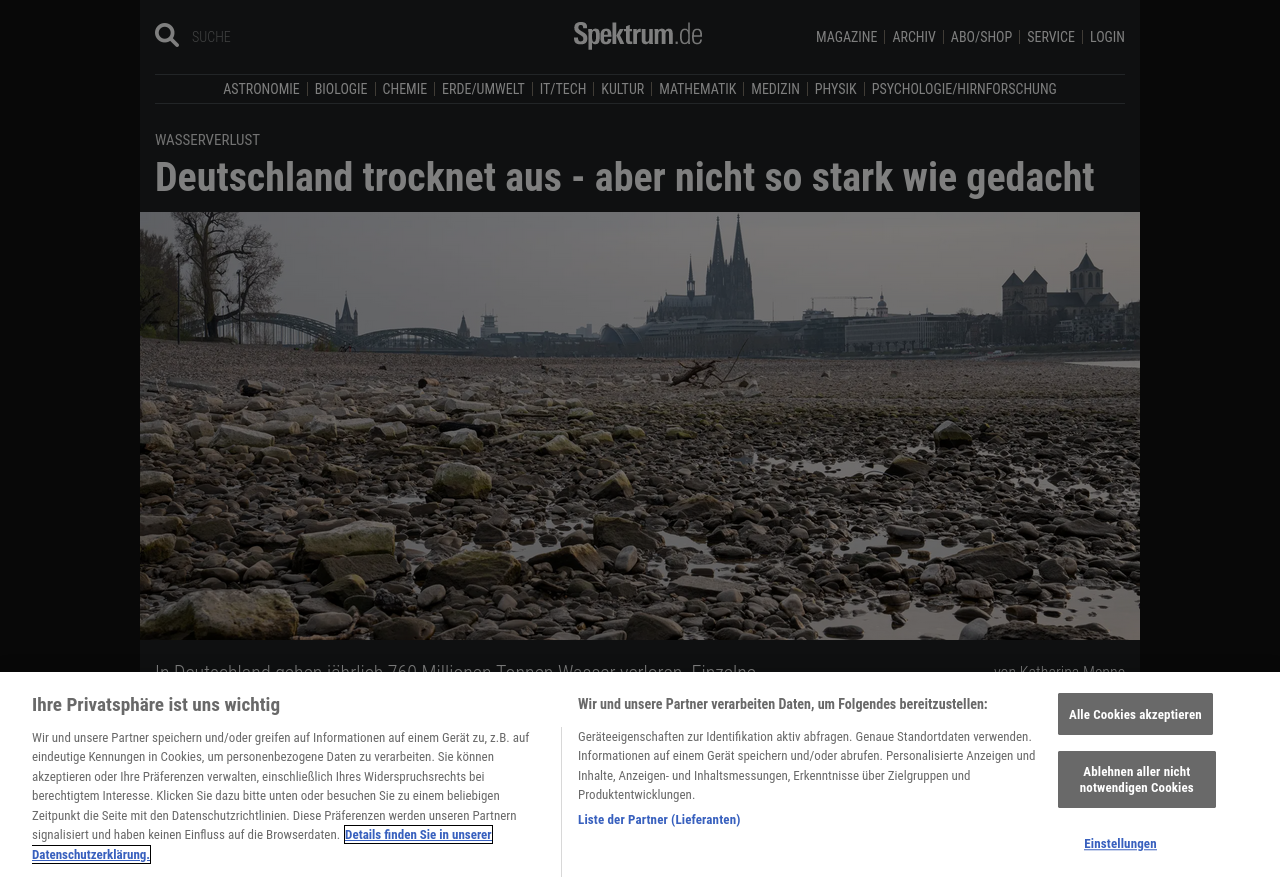 SUCHE
Spektrum.de
MAGAZINE
ARCHIV
ABO/SHOP
SERVICE
LOGIN
ASTRONOMIE
BIOLOGIE
CHEMIE
ERDE/UMWELT
IT/TECH
KULTUR
MATHEMATIK
MEDIZIN
PHYSIK
PSYCHOLOGIE/HIRNFORSCHUNG
WASSERVERLUST
Deutschland trocknet aus - aber nicht so stark wie gedacht
In Deutschland gehen jährlich 760 Millionen Tonnen Wasser verloren. Einzelne
von Katharina Menne
Ihre Privatsphäre ist uns wichtig
Wir und unsere Partner speichern und/oder greifen auf Informationen auf einem Gerät zu, z.B. auf
eindeutige Kennungen in Cookies, um personenbezogene Daten zu verarbeiten. Sie können
akzeptieren oder Ihre Präferenzen verwalten, einschließlich Ihres Widerspruchsrechts bei
berechtigtem Interesse. Klicken Sie dazu bitte unten oder besuchen Sie zu einem beliebigen
Zeitpunkt die Seite mit den Datenschutzrichtlinien. Diese Präferenzen werden unseren Partnern
signalisiert und haben keinen Einfluss auf die Browserdaten. Details finden Sie in unserer
Datenschutzerklärung.
Wir und unsere Partner verarbeiten Daten, um Folgendes bereitzustellen:
Geräteeigenschaften zur Identifikation aktiv abfragen. Genaue Standortdaten verwenden.
Informationen auf einem Gerät speichern und/oder abrufen. Personalisierte Anzeigen und
Inhalte, Anzeigen- und Inhaltsmessungen, Erkenntnisse über Zielgruppen und
Produktentwicklungen.
Liste der Partner (Lieferanten)
Alle Cookies akzeptieren
Ablehnen aller nicht
notwendigen Cookies
Einstellungen